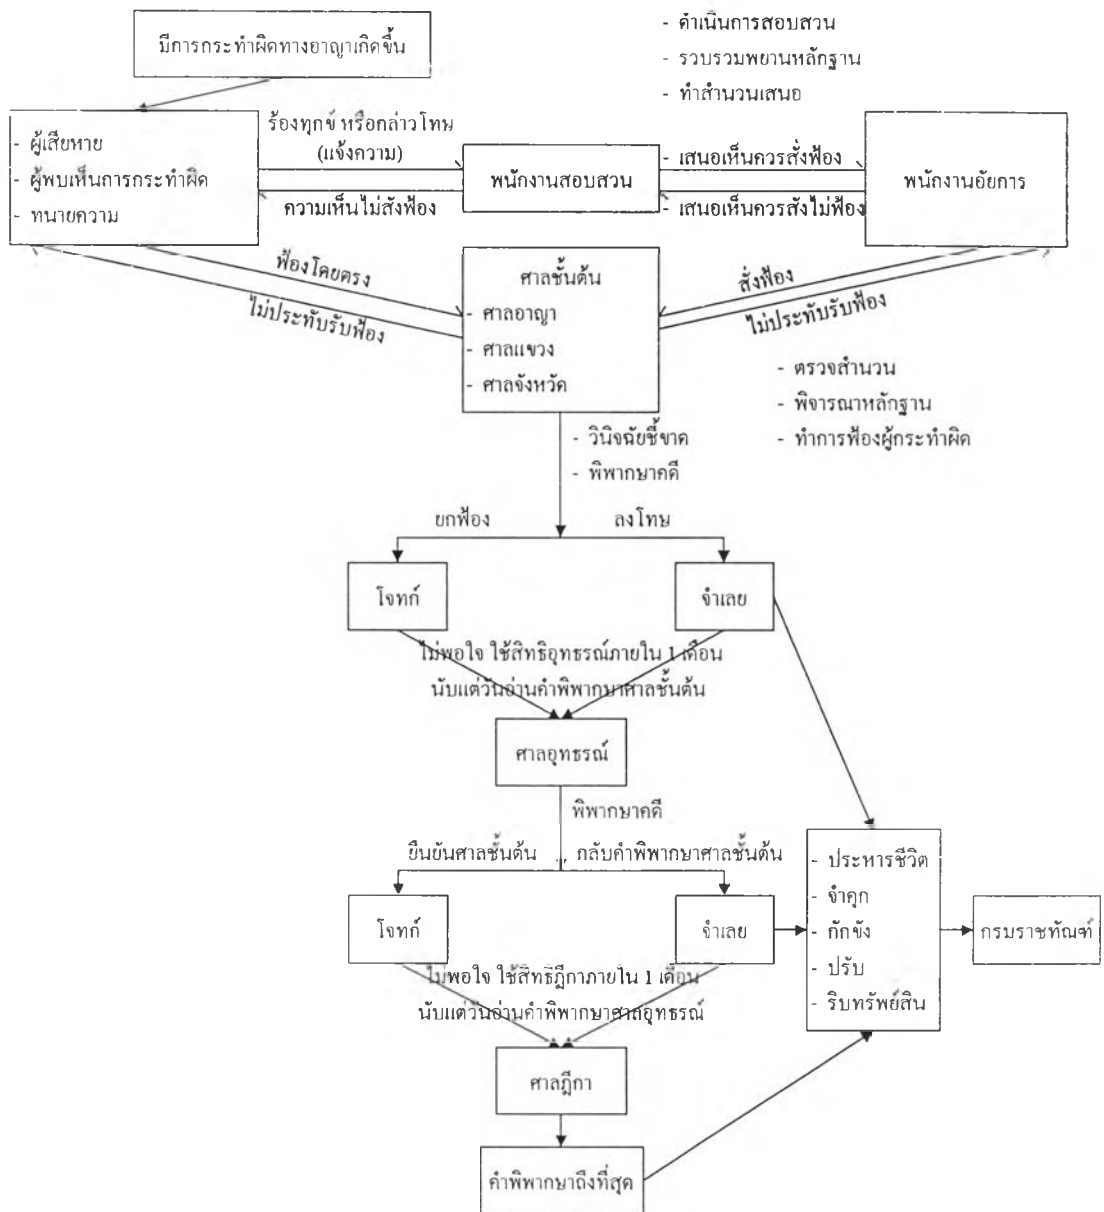 มีการกระทำผิดทางอาญาเกิดขึ้น
- ดำเนินการสอบสวน
- รวบรวมพยานหลักฐาน
- ทำสำนวนเสนอ
- ผู้เสียหาย
- ผู้พบเห็นการกระทำผิด
- ทนายความ
ร้องทุกข์ หรือกล่าวโทษ
(แจ้งความ)
ความเห็นไม่สั่งฟ้อง
พนักงานสอบสวน
- เสนอเห็นควรสั่งฟ้อง
- เสนอเห็นควรสั่งไม่ฟ้อง
พนักงานอัยการ
ฟ้องโดยตรง
ไม่ประทับรับฟ้อง
ศาลชั้นต้น
- ศาลอาญา
- ศาลแขวง
- ศาลจังหวัด
สั่งฟ้อง
ไม่ประทับรับฟ้อง
- ตรวจสำนวน
- พิจารณาหลักฐาน
- ทำการฟ้องผู้กระทำผิด
- วินิจฉัยชี้ขาด
- พิพากษาคดี
ยกฟ้อง
ลงโทษ
โจทก์
จำเลย
ไม่พอใจ ใช้สิทธิอุทธรณ์ภายใน 1 เดือน
นับแต่วันอ่านคำพิพากษาศาลชั้นต้น
ศาลอุทธรณ์
พิพากษาคดี
ยืนยันศาลชั้นต้น
กลับคำพิพากษาศาลชั้นต้น
โจทก์
จำเลย
- ประหารชีวิต
- จำคุก
- กักขัง
- ปรับ
- ริบทรัพย์สิน
กรมราชทัณฑ์
ไม่พอใจ ใช้สิทธิฎีกาภายใน 1 เดือน
นับแต่วันอ่านคำพิพากษาศาลอุทธรณ์
ศาลฎีกา
คำพิพากษาถึงที่สุด